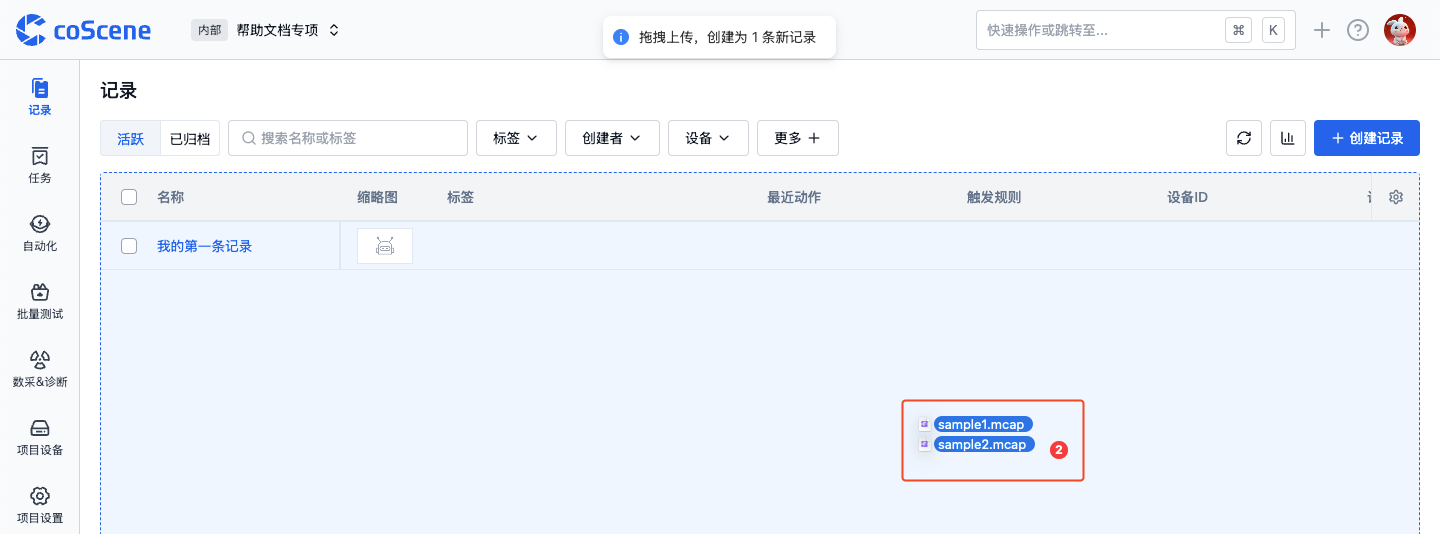 coScene
内部 帮助文档专项
拖拽上传，创建为 1 条新记录
快速操作或跳转至... ⌘ K
记录
任务
自动化
批量测试
数采&诊断
项目设备
项目设置
记录
活跃 已归档 搜索名称或标签 标签 创建者 设备 更多 创建记录
名称 缩略图 标签 最近动作 触发规则 设备ID
我的第一条记录
sample1.mcap
sample2.mcap
2